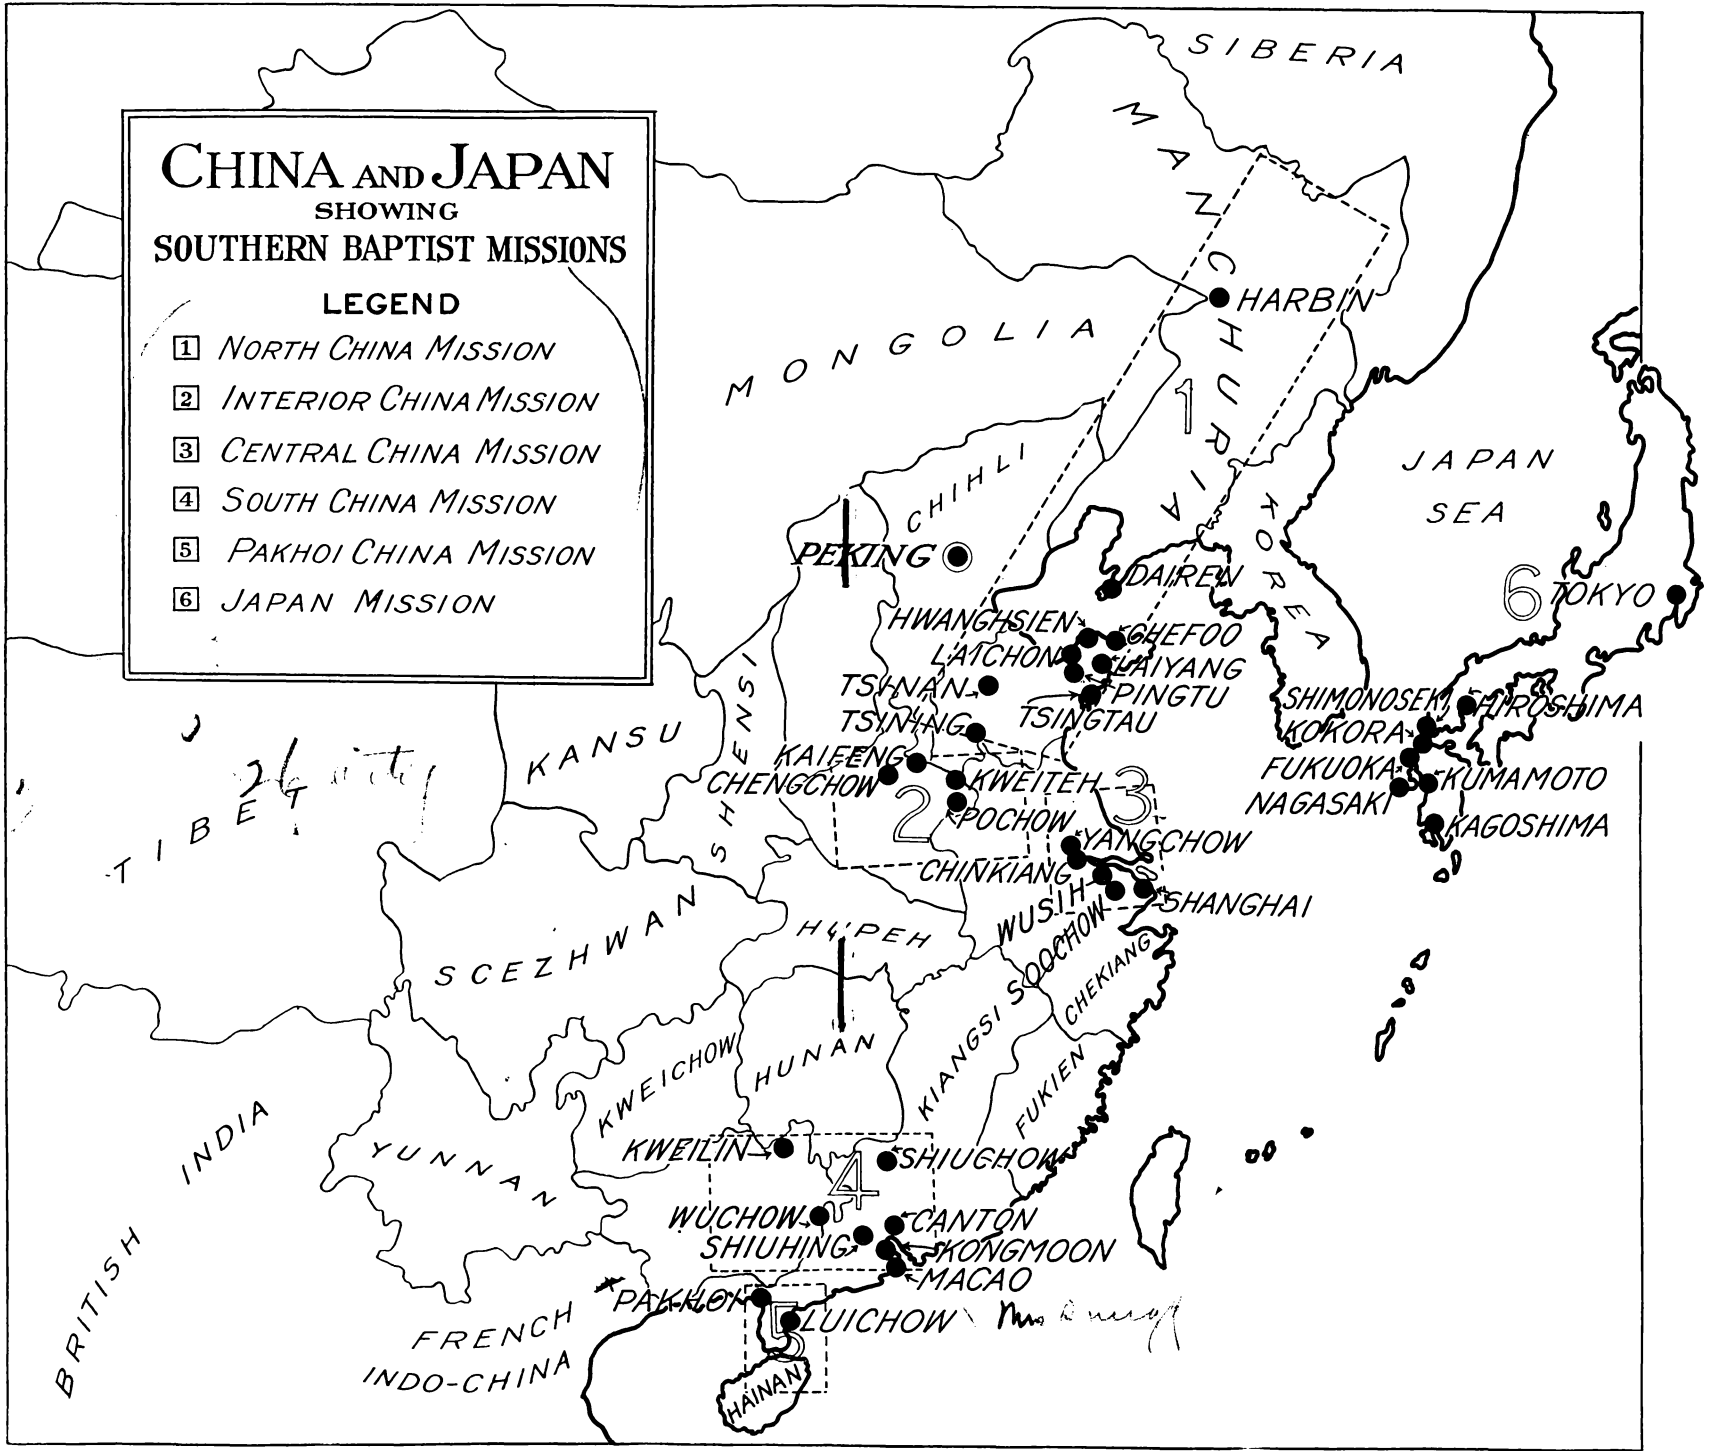 CHINA AND JAPAN
SHOWING
SOUTHERN BAPTIST MISSIONS
LEGEND
1 NORTH CHINA MISSION
2 INTERIOR CHINA MISSION
3 CENTRAL CHINA MISSION
4 SOUTH CHINA MISSION
5 PAKHOI CHINA MISSION
6 JAPAN MISSION
SIBERIA
MANCHURIA
HARBIN
MONGOLIA
1
CHIHLI
JAPAN
SEA
KOREA
PEKING
DAIREN
6
TOKYO
HWANGHSIEN
CHEFOO
LAICHON
LAIYANG
TSINAN
PINGTU
TSINING
TSINGTAU
SHIMONOSEKI
HIROSHIMA
KOKORA
KANSU
SHENSI
KAIFENG
CHENGCHOW
KWEITEH
3
FUKUOKA
KUMAMOTO
NAGASAKI
2
POCHOW
KAGOSHIMA
TIBET
26
YANGCHOW
CHINKIANG
WUSIH
SHANGHAI
SOOCHOW
SCEZHWAN
HUPEH
CHEKIANG
KWEICHOW
HUNAN
KIANGSI
FUKIEN
INDIA
YUNNAN
KWEILIN
SHIUCHOW
4
WUCHOW
CANTON
SHIUHING
KONGMOON
MACAO
BRITISH
PAKHOI
5
LUICHOW
FRENCH
INDO-CHINA
HAINAN